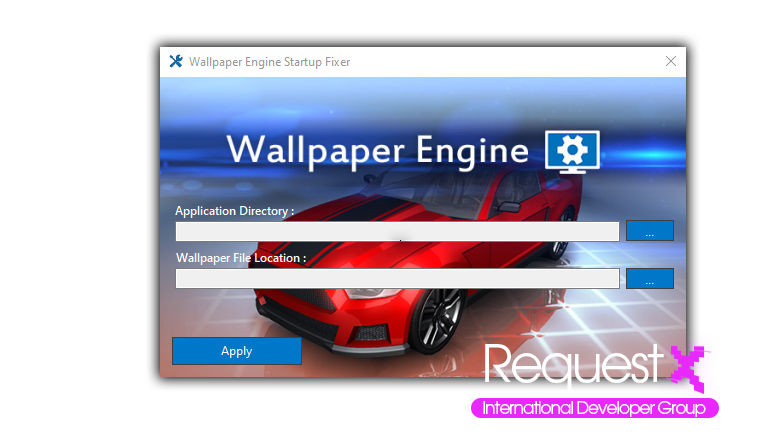 Wallpaper Engine Startup Fixer
Wallpaper Engine
Application Directory :
...
Wallpaper File Location :
...
Apply
RequestX
International Developer Group